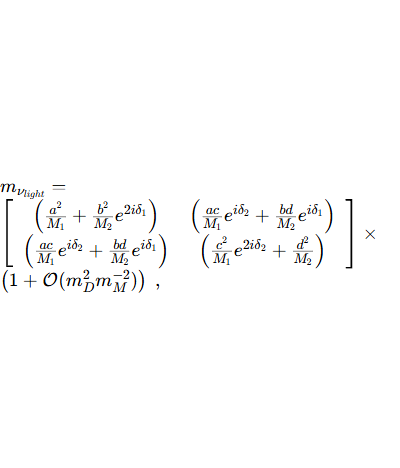 m_{\nu_{light}} =
\left[ \begin{array}{cc} \left( \frac{a^2}{M_1} + \frac{b^2}{M_2} e^{2i\delta_1} \right) & \left( \frac{ac}{M_1} e^{i\delta_2} + \frac{bd}{M_2} e^{i\delta_1} \right) \\
\left( \frac{ac}{M_1} e^{i\delta_2} + \frac{bd}{M_2} e^{i\delta_1} \right) & \left( \frac{c^2}{M_1} e^{2i\delta_2} + \frac{d^2}{M_2} \right) \end{array} \right] \times
\left( 1 + \mathcal{O}(m_D^2 m_M^{-2}) \right) \ ,